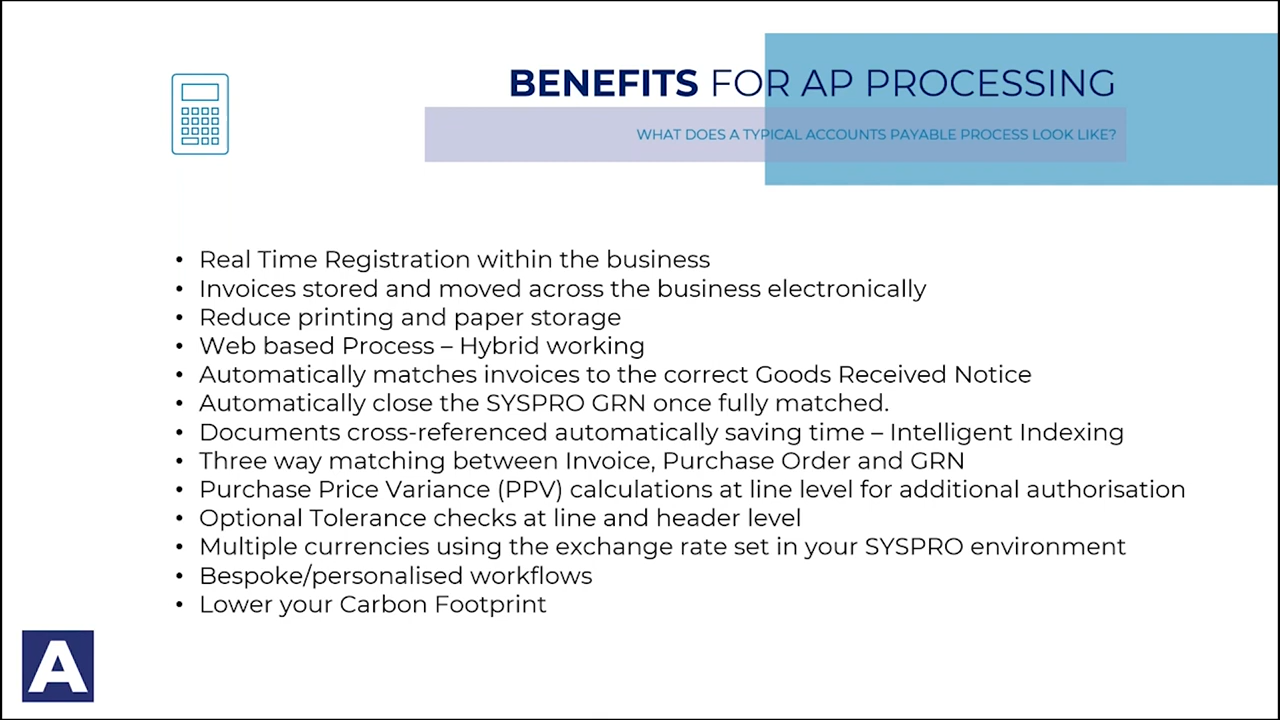 BENEFITS FOR AP PROCESSING
WHAT DOES A TYPICAL ACCOUNTS PAYABLE PROCESS LOOK LIKE?
• Real Time Registration within the business
• Invoices stored and moved across the business electronically
• Reduce printing and paper storage
• Web based Process – Hybrid working
• Automatically matches invoices to the correct Goods Received Notice
• Automatically close the SYSPRO GRN once fully matched.
• Documents cross-referenced automatically saving time – Intelligent Indexing
• Three way matching between Invoice, Purchase Order and GRN
• Purchase Price Variance (PPV) calculations at line level for additional authorisation
• Optional Tolerance checks at line and header level
• Multiple currencies using the exchange rate set in your SYSPRO environment
• Bespoke/personalised workflows
• Lower your Carbon Footprint
A